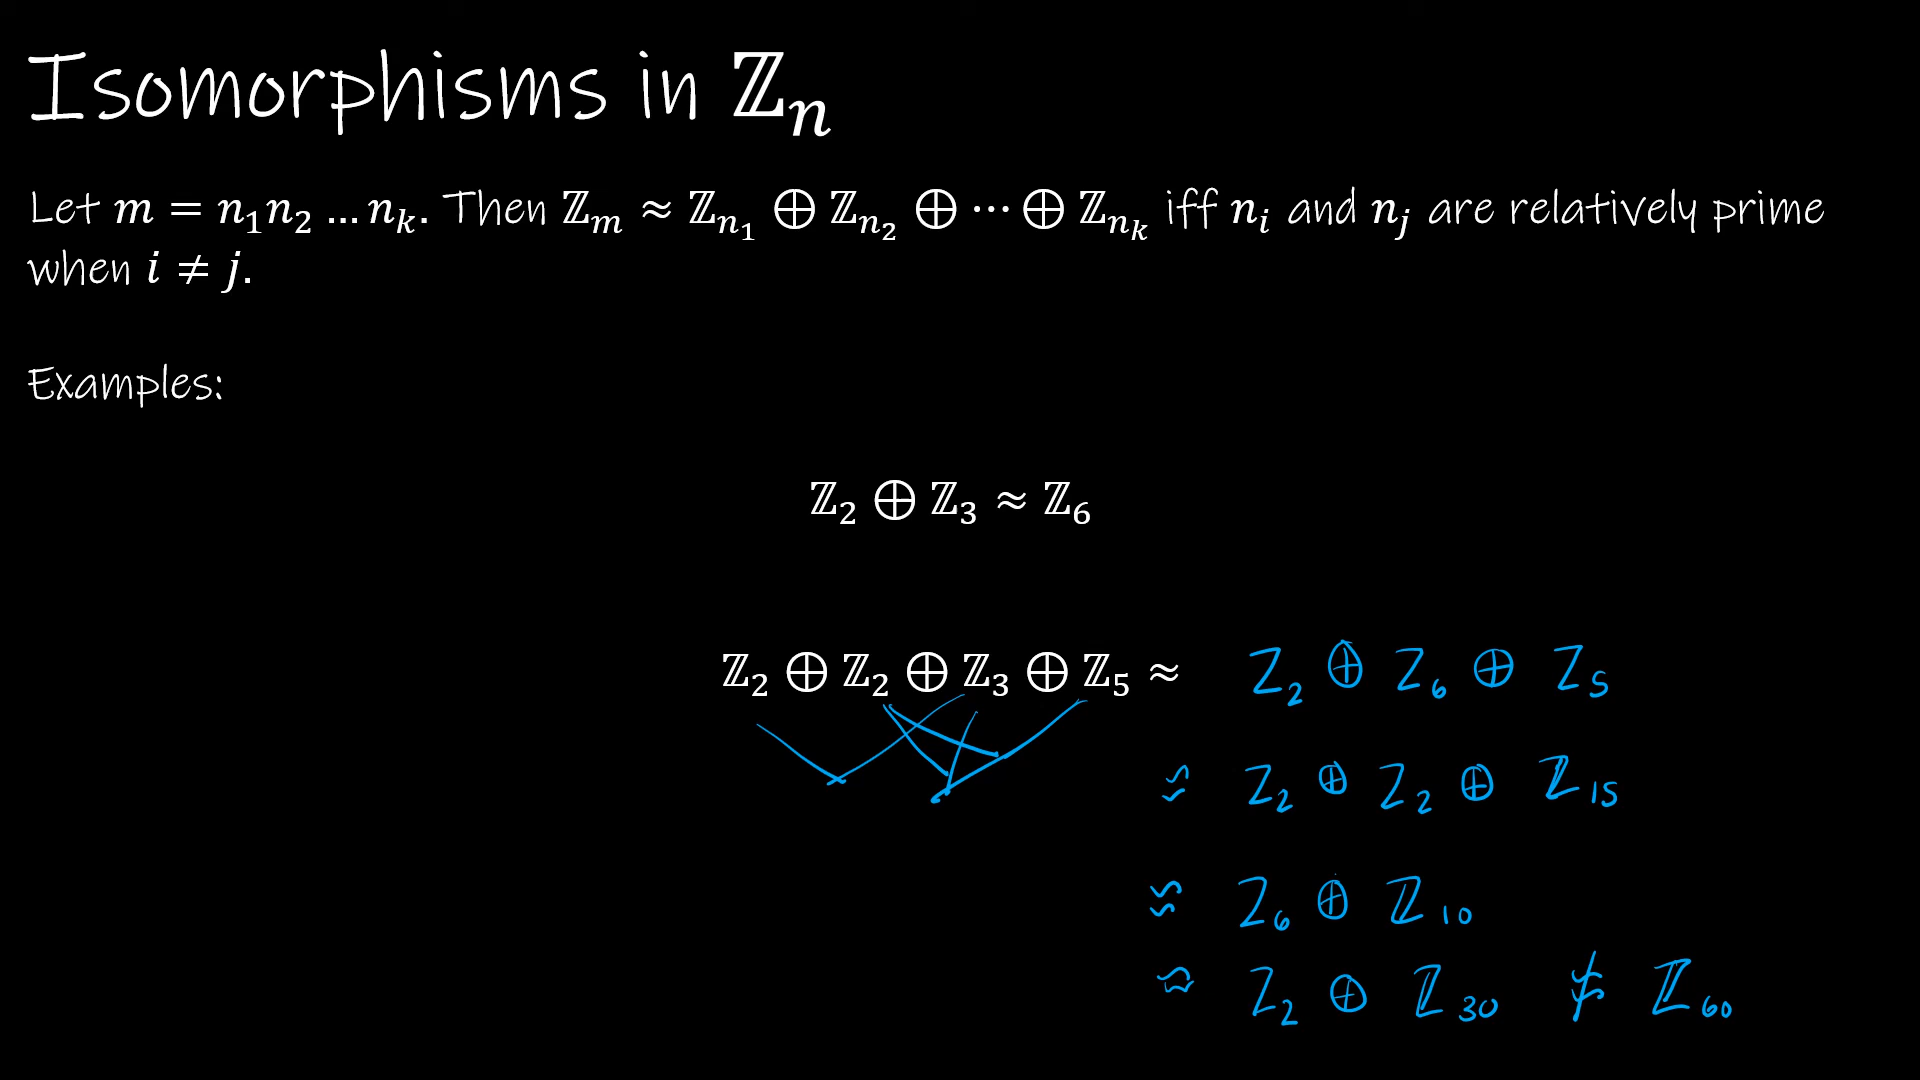 Isomorphisms in ℤₙ
Let m = n₁n₂ … nₖ. Then ℤₘ ≈ ℤₙ₁ ⊕ ℤₙ₂ ⊕ ⋯ ⊕ ℤₙₖ iff nᵢ and nⱼ are relatively prime
when i ≠ j.
Examples:
ℤ₂ ⊕ ℤ₃ ≈ ℤ₆
ℤ₂ ⊕ ℤ₂ ⊕ ℤ₃ ⊕ ℤ₅ ≈ ℤ₂ ⊕ ℤ₆ ⊕ ℤ₅
≈ ℤ₂ ⊕ ℤ₂ ⊕ ℤ₁₅
≈ ℤ₆ ⊕ ℤ₁₀
≈ ℤ₂ ⊕ ℤ₃₀ ≉ ℤ₆₀